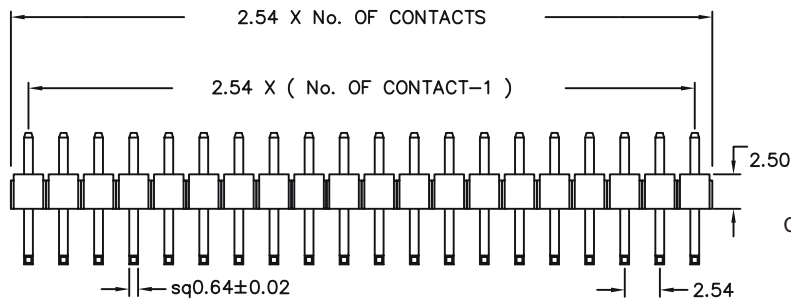 2.54 X No. OF CONTACTS
2.54 X ( No. OF CONTACT-1 )
2.50
sq0.64±0.02
2.54